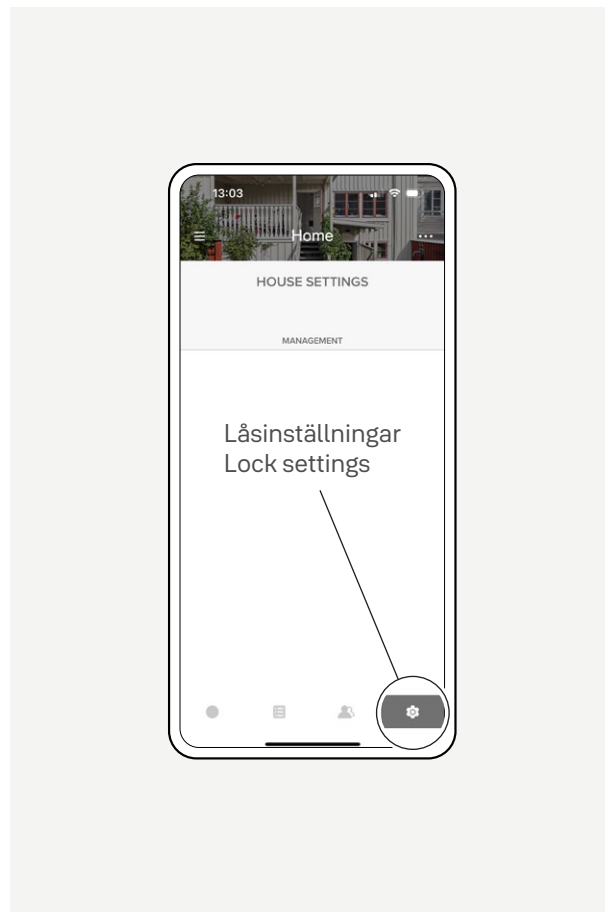 13:03
Home
HOUSE SETTINGS
MANAGEMENT
Låsinställningar
Lock settings